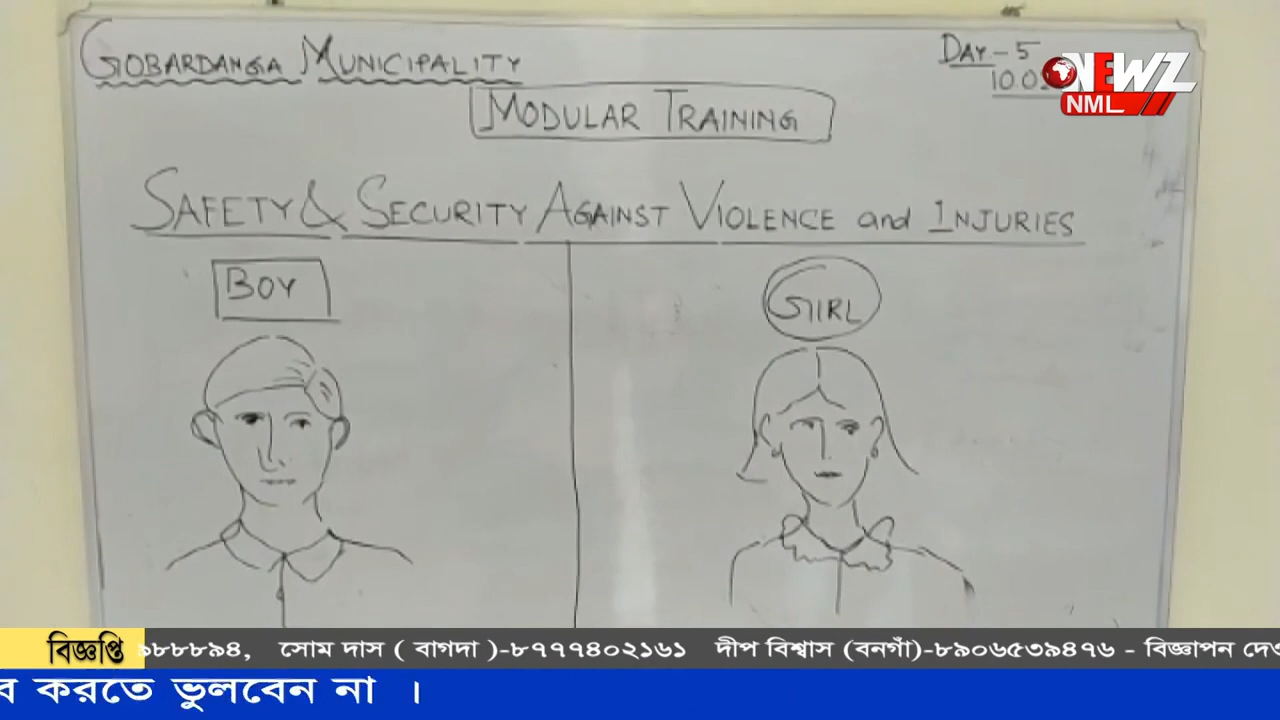 GOBARDANGA MUNICIPALITY
DAY-5
NEWZ
NML
MODULAR TRAINING
SAFETY & SECURITY AGAINST VIOLENCE and INJURIES
BOY
GIRL
বিজ্ঞপ্তি
৯৮৮৮৯৪, সোম দাস ( বাগদা )-৮৭৭৭৪০২১৬১ দীপ বিশ্বাস (বনগাঁ)-৮৯০৬৫৩৯৪৭৬ - বিজ্ঞাপন
করতে ভুলবেন না ।